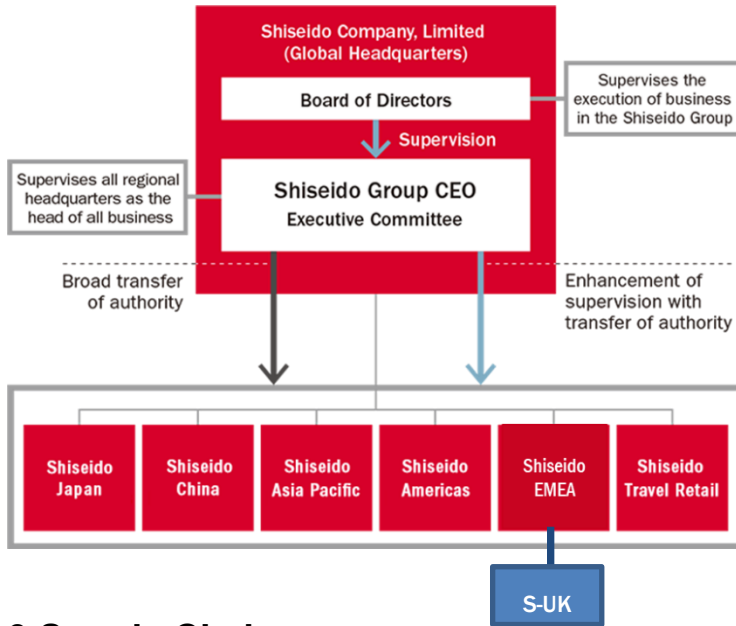 Shiseido Company, Limited
(Global Headquarters)
Board of Directors
Supervises the
execution of business
in the Shiseido Group
Supervision
Supervises all regional
headquarters as the
head of all business
Shiseido Group CEO
Executive Committee
Broad transfer
of authority
Enhancement of
supervision with
transfer of authority
Shiseido
Japan
Shiseido
China
Shiseido
Asia Pacific
Shiseido
Americas
Shiseido
EMEA
Shiseido
Travel Retail
S-UK